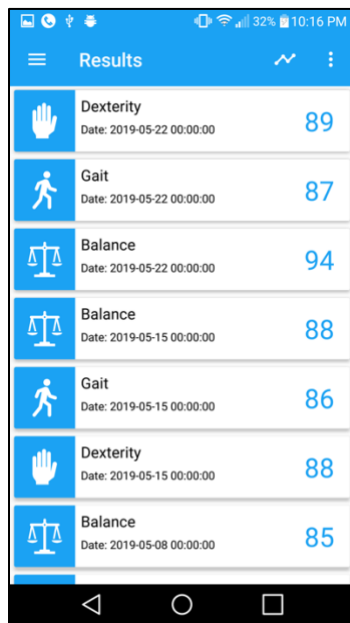 32% 10:16 PM
Results
Dexterity
Date: 2019-05-22 00:00:00
89
Gait
Date: 2019-05-22 00:00:00
87
Balance
Date: 2019-05-22 00:00:00
94
Balance
Date: 2019-05-15 00:00:00
88
Gait
Date: 2019-05-15 00:00:00
86
Dexterity
Date: 2019-05-15 00:00:00
88
Balance
Date: 2019-05-08 00:00:00
85